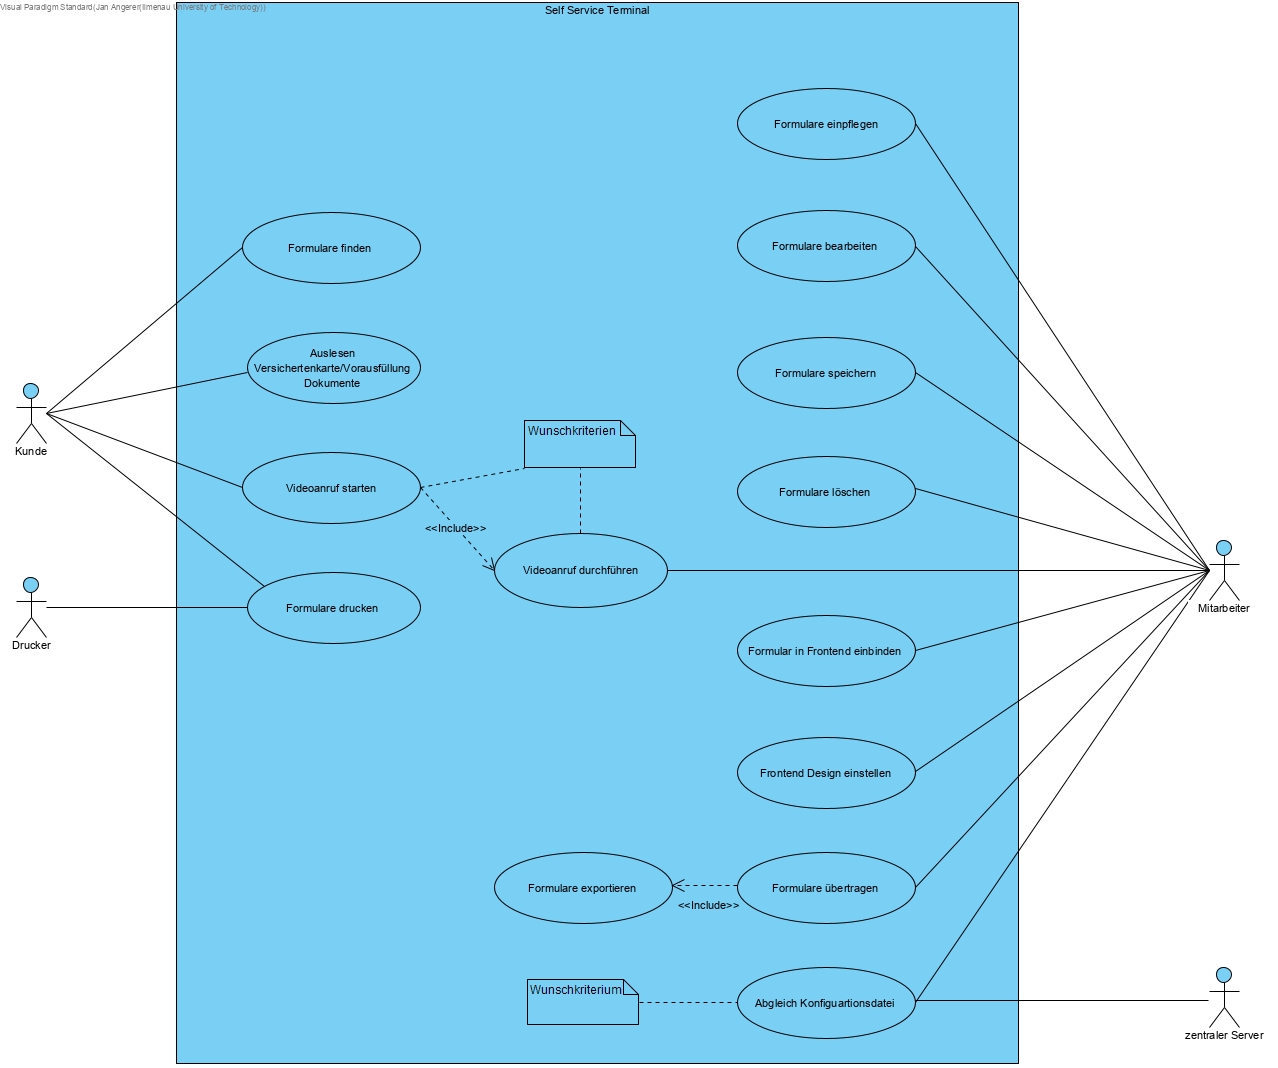 Visual Paradigm Standard(Jan Angerer(Ilmenau University of Technology))
Self Service Terminal
Formulare einpflegen
Formulare finden
Formulare bearbeiten
Auslesen
Versichertenkarte/Vorausfüllung
Dokumente
Formulare speichern
Kunde
Wunschkriterien
Videoanruf starten
Formulare löschen
<<Include>>
Videoanruf durchführen
Formulare drucken
Mitarbeiter
Drucker
Formular in Frontend einbinden
Frontend Design einstellen
Formulare exportieren
Formulare übertragen
<<Include>>
Wunschkriterium
Abgleich Konfiguartionsdatei
zentraler Server